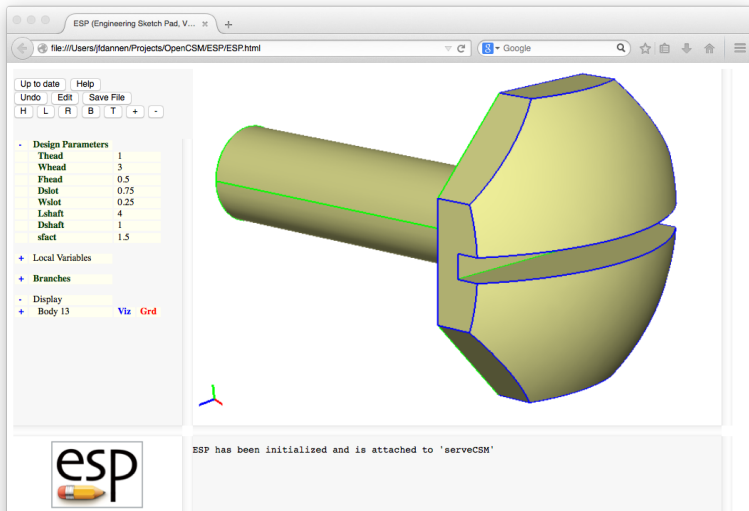 ESP (Engineering Sketch Pad, V... × +
file:///Users/jfdannen/Projects/OpenCSM/ESP/ESP.html
Google
Up to date Help
Undo Edit Save File
H L R B T + -
- Design Parameters
Thead 1
Whead 3
Fhead 0.5
Dslot 0.75
Wslot 0.25
Lshaft 4
Dshaft 1
sfact 1.5
+ Local Variables
+ Branches
- Display
+ Body 13 Viz Grd
esp
ESP has been initialized and is attached to 'serveCSM'